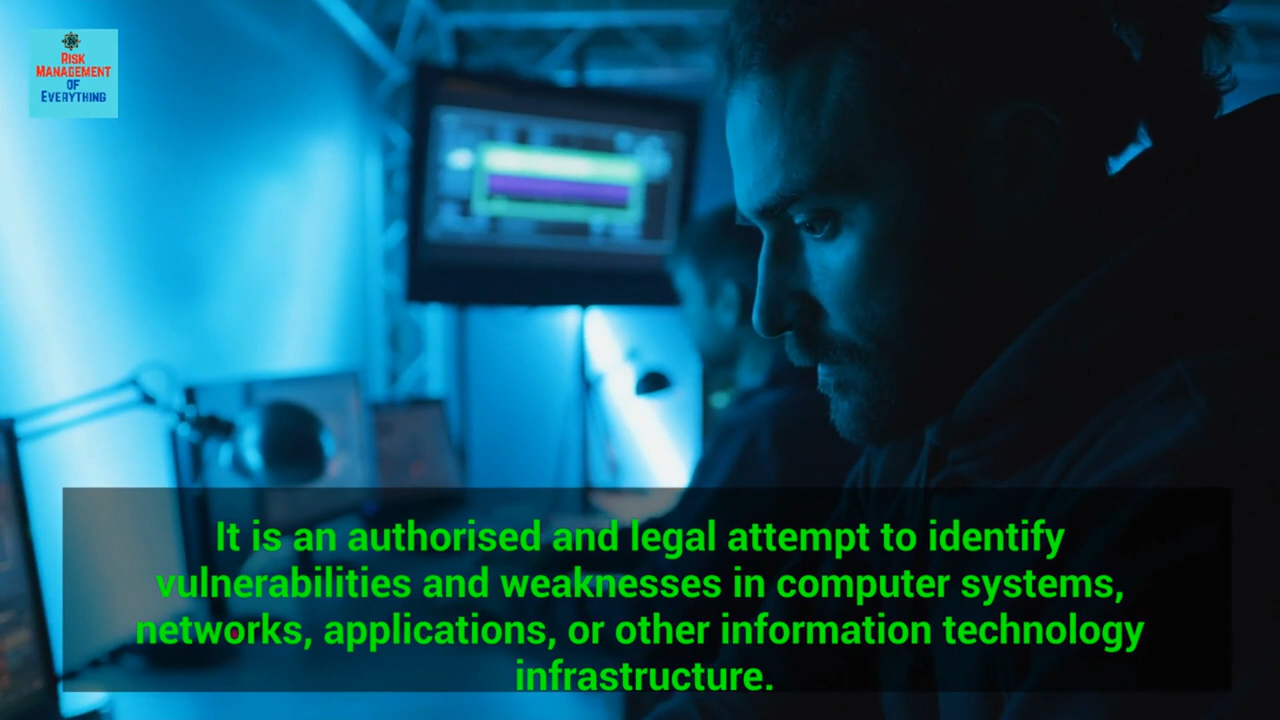 RISK
MANAGEMENT
OF
EVERYTHING
It is an authorised and legal attempt to identify
vulnerabilities and weaknesses in computer systems,
networks, applications, or other information technology
infrastructure.